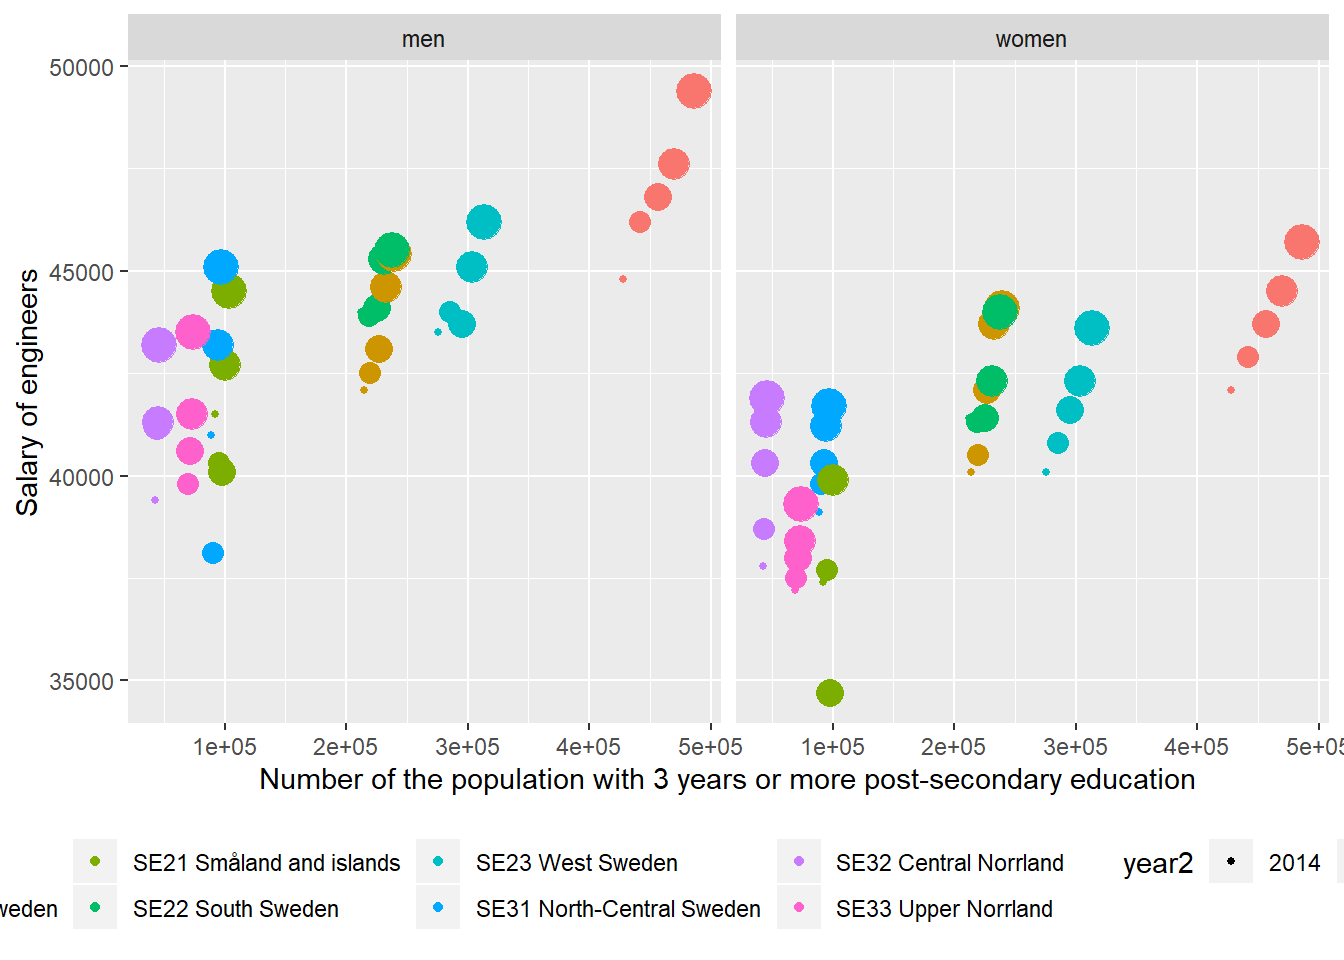 men women
50000
45000
40000
35000
Salary of engineers
1e+05 2e+05 3e+05 4e+05 5e+05 1e+05 2e+05 3e+05 4e+05 5e+0
Number of the population with 3 years or more post-secondary education
SE21 Småland and islands SE23 West Sweden SE32 Central Norrland year2 2014
weden SE22 South Sweden SE31 North-Central Sweden SE33 Upper Norrland